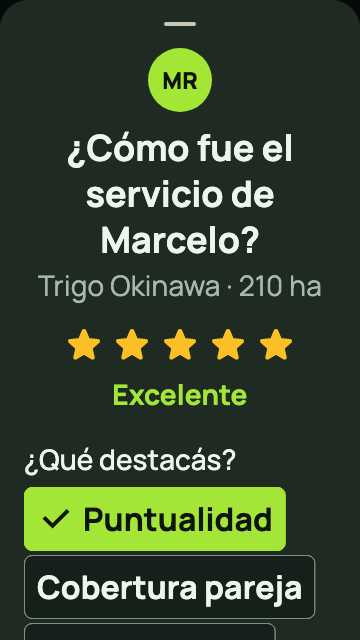 MR
¿Cómo fue el
servicio de
Marcelo?
Trigo Okinawa · 210 ha
Excelente
¿Qué destacás?
Puntualidad
Cobertura pareja